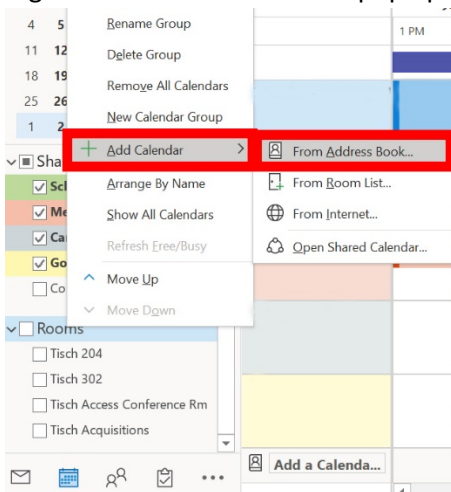 4 5
11 12
18 19
25 26
1 2
Rename Group
Delete Group
Remove All Calendars
New Calendar Group
Add Calendar
Arrange By Name
Show All Calendars
Refresh Free/Busy
Move Up
Move Down
1 PM
From Address Book...
From Room List...
From Internet...
Open Shared Calendar...
Sha
Scl
Me
Ca
Go
Co
Rooms
Tisch 204
Tisch 302
Tisch Access Conference Rm
Tisch Acquisitions
Add a Calenda...